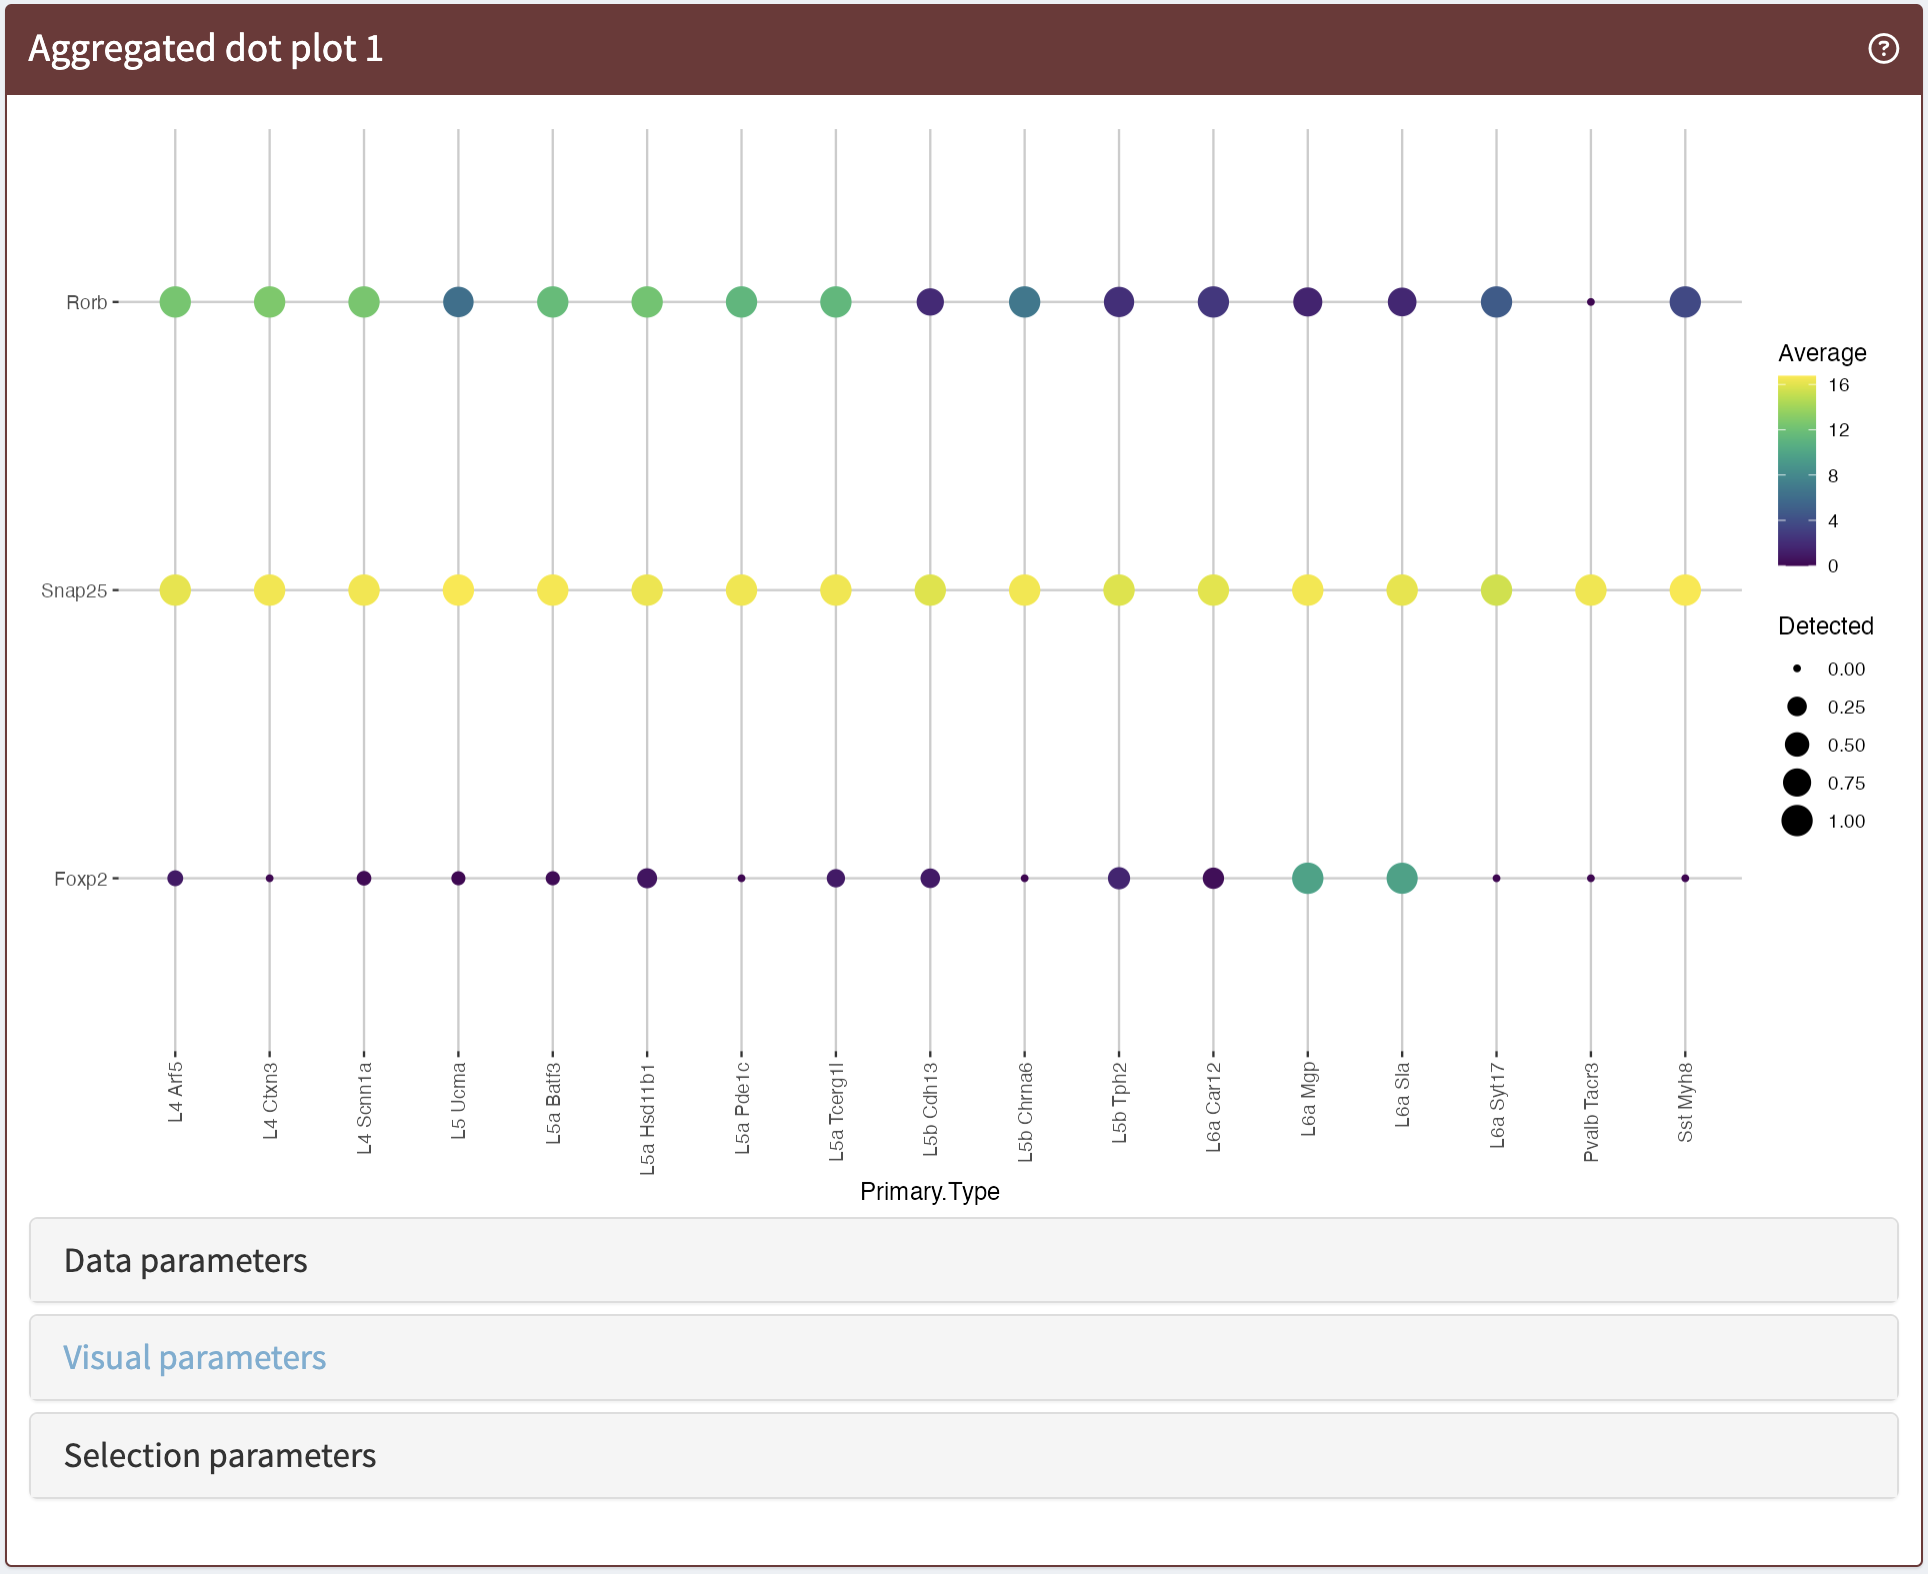 Aggregated dot plot 1
?
Rorb
Snap25
Foxp2
L4 Arf5
L4 Ctxn3
L4 Scnn1a
L5 Ucma
L5a Batf3
L5a Hsd11b1
L5a Pde1c
L5a Tcerg1l
L5b Cdh13
L5b Chrna6
L5b Tph2
L6a Car12
L6a Mgp
L6a Sla
L6a Syt17
Pvalb Tacr3
Sst Myh8
Primary.Type
Average
16
12
8
4
0
Detected
0.00
0.25
0.50
0.75
1.00
Data parameters
Visual parameters
Selection parameters